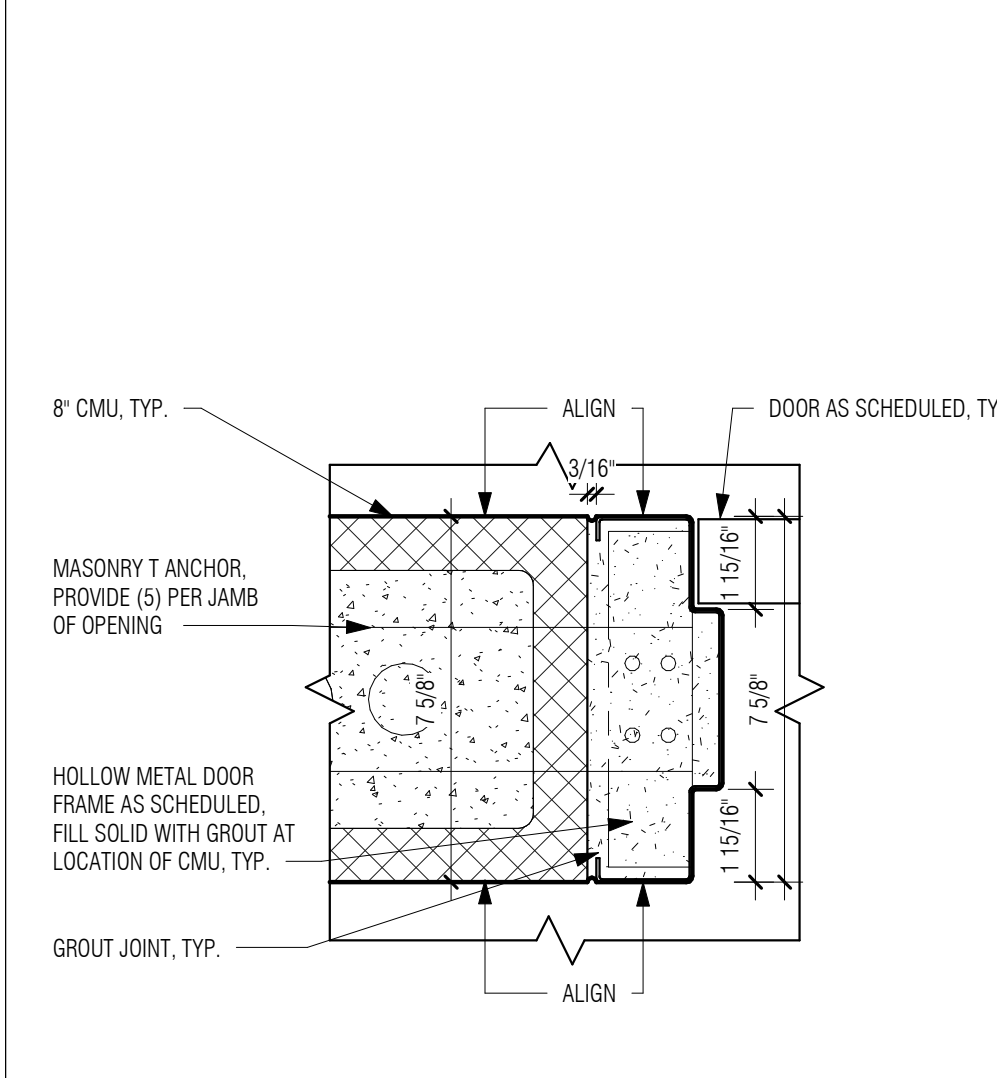 8" CMU, TYP.
ALIGN
DOOR AS SCHEDULED, TY
3/16"
1 15/16"
MASONRY T ANCHOR,
PROVIDE (5) PER JAMB
OF OPENING
7 5/8"
7 5/8"
HOLLOW METAL DOOR
FRAME AS SCHEDULED,
FILL SOLID WITH GROUT AT
LOCATION OF CMU, TYP.
1 15/16"
GROUT JOINT, TYP.
ALIGN